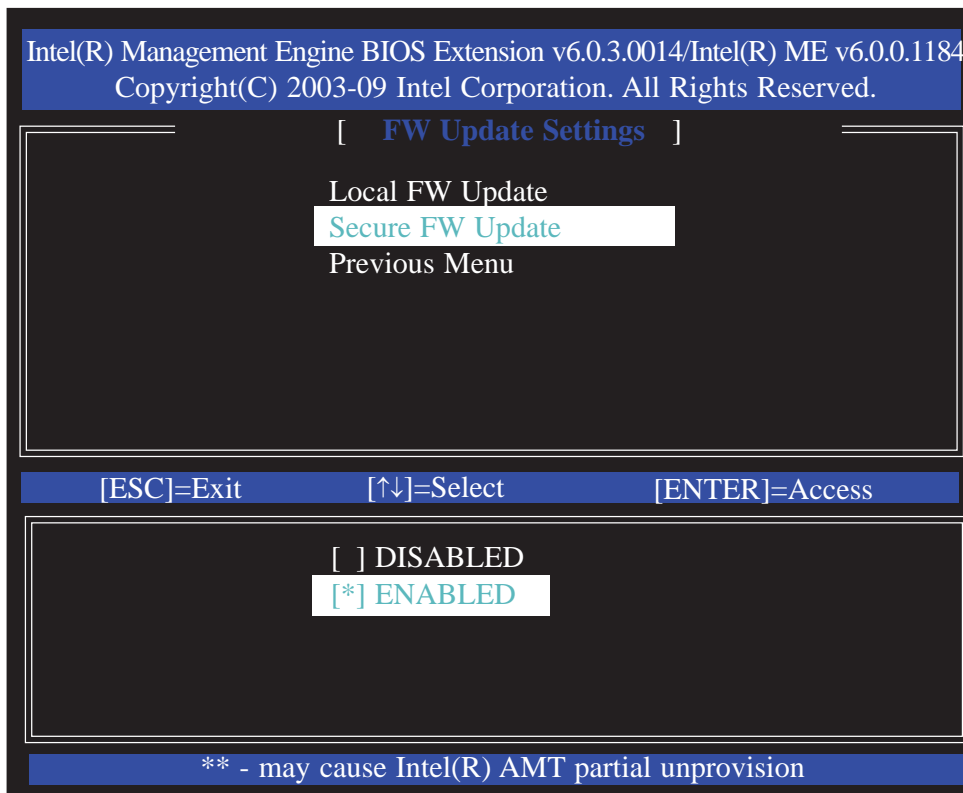 Intel(R) Management Engine BIOS Extension v6.0.3.0014/Intel(R) ME v6.0.0.1184
Copyright(C) 2003-09 Intel Corporation. All Rights Reserved.
[ FW Update Settings ]
Local FW Update
Secure FW Update
Previous Menu
[ESC]=Exit [↑↓]=Select [ENTER]=Access
[ ] DISABLED
[*] ENABLED
** - may cause Intel(R) AMT partial unprovision